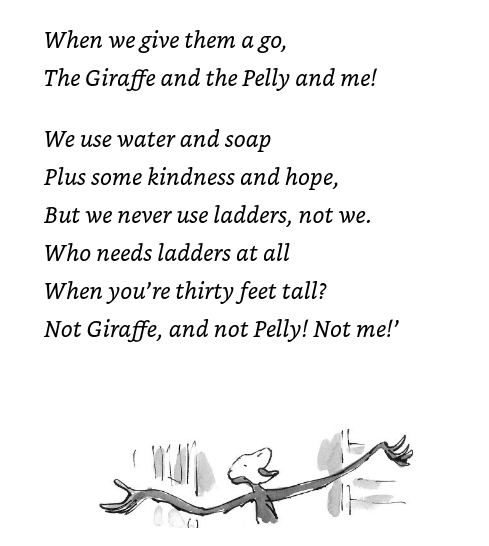 When we give them a go,
The Giraffe and the Pelly and me!
We use water and soap
Plus some kindness and hope,
But we never use ladders, not we.
Who needs ladders at all
When you’re thirty feet tall?
Not Giraffe, and not Pelly! Not me!’